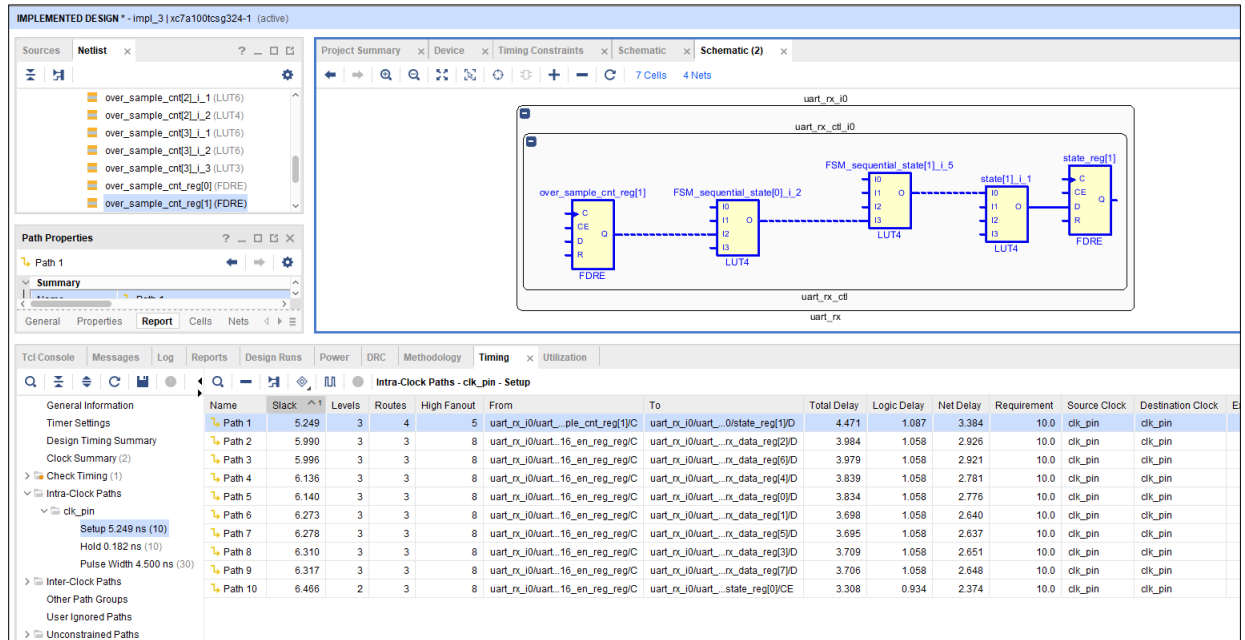 IMPLEMENTED DESIGN * - impl_3 | xc7a100tcsg324-1 (active)
Sources Netlist
over_sample_cnt[2]_i_1 (LUT6)
over_sample_cnt[2]_i_2 (LUT4)
over_sample_cnt[3]_i_1 (LUT6)
over_sample_cnt[3]_i_2 (LUT6)
over_sample_cnt[3]_i_3 (LUT3)
over_sample_cnt_reg[0] (FDRE)
over_sample_cnt_reg[1] (FDRE)
Path Properties
Path 1
Summary
General Properties Report Cells Nets
Project Summary Device Timing Constraints Schematic Schematic (2)
7 Cells 4 Nets
uart_rx_i0
uart_rx_ctl_i0
state_reg[1]
FSM_sequential_state[1]_i_5
state[1]_i_1
over_sample_cnt_reg[1] FSM_sequential_state[0]_i_2
C
CE
D
R
Q
FDRE
I0
I1
I2
I3
O
LUT4
I0
I1
I2
I3
O
LUT4
I0
I1
I2
I3
O
LUT4
C
CE
D
R
Q
FDRE
uart_rx_ctl
uart_rx
Tcl Console Messages Log Reports Design Runs Power DRC Methodology Timing Utilization
Intra-Clock Paths - clk_pin - Setup
General Information
Timer Settings
Design Timing Summary
Clock Summary (2)
Check Timing (1)
Intra-Clock Paths
clk_pin
Setup 5.249 ns (10)
Hold 0.182 ns (10)
Pulse Width 4.500 ns (30)
Inter-Clock Paths
Other Path Groups
User Ignored Paths
Unconstrained Paths
Name Slack ^1 Levels Routes High Fanout From To Total Delay Logic Delay Net Delay Requirement Source Clock Destination Clock
Path 1 5.249 3 4 5 uart_rx_i0/uart_...ple_cnt_reg[1]/C uart_rx_i0/uart_...0/state_reg[1]/D 4.471 1.087 3.384 10.0 clk_pin clk_pin
Path 2 5.990 3 3 8 uart_rx_i0/uart...16_en_reg_reg/C uart_rx_i0/uart_...rx_data_reg[2]/D 3.984 1.058 2.926 10.0 clk_pin clk_pin
Path 3 5.996 3 3 8 uart_rx_i0/uart...16_en_reg_reg/C uart_rx_i0/uart_...rx_data_reg[6]/D 3.979 1.058 2.921 10.0 clk_pin clk_pin
Path 4 6.136 3 3 8 uart_rx_i0/uart...16_en_reg_reg/C uart_rx_i0/uart_...rx_data_reg[4]/D 3.839 1.058 2.781 10.0 clk_pin clk_pin
Path 5 6.140 3 3 8 uart_rx_i0/uart...16_en_reg_reg/C uart_rx_i0/uart_...rx_data_reg[0]/D 3.834 1.058 2.776 10.0 clk_pin clk_pin
Path 6 6.273 3 3 8 uart_rx_i0/uart...16_en_reg_reg/C uart_rx_i0/uart_...rx_data_reg[1]/D 3.698 1.058 2.640 10.0 clk_pin clk_pin
Path 7 6.278 3 3 8 uart_rx_i0/uart...16_en_reg_reg/C uart_rx_i0/uart_...rx_data_reg[5]/D 3.695 1.058 2.637 10.0 clk_pin clk_pin
Path 8 6.310 3 3 8 uart_rx_i0/uart...16_en_reg_reg/C uart_rx_i0/uart_...rx_data_reg[3]/D 3.709 1.058 2.651 10.0 clk_pin clk_pin
Path 9 6.317 3 3 8 uart_rx_i0/uart...16_en_reg_reg/C uart_rx_i0/uart_...rx_data_reg[7]/D 3.706 1.058 2.648 10.0 clk_pin clk_pin
Path 10 6.466 2 3 8 uart_rx_i0/uart...16_en_reg_reg/C uart_rx_i0/uart_...state_reg[0]/CE 3.308 0.934 2.374 10.0 clk_pin clk_pin